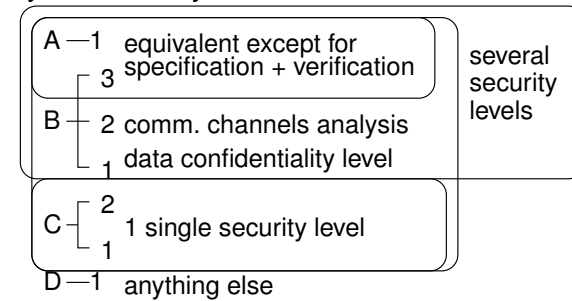 A — 1 equivalent except for
3 specification + verification
B 2 comm. channels analysis
1 data confidentiality level
several
security
levels
C 2
1 single security level
1
D — 1 anything else